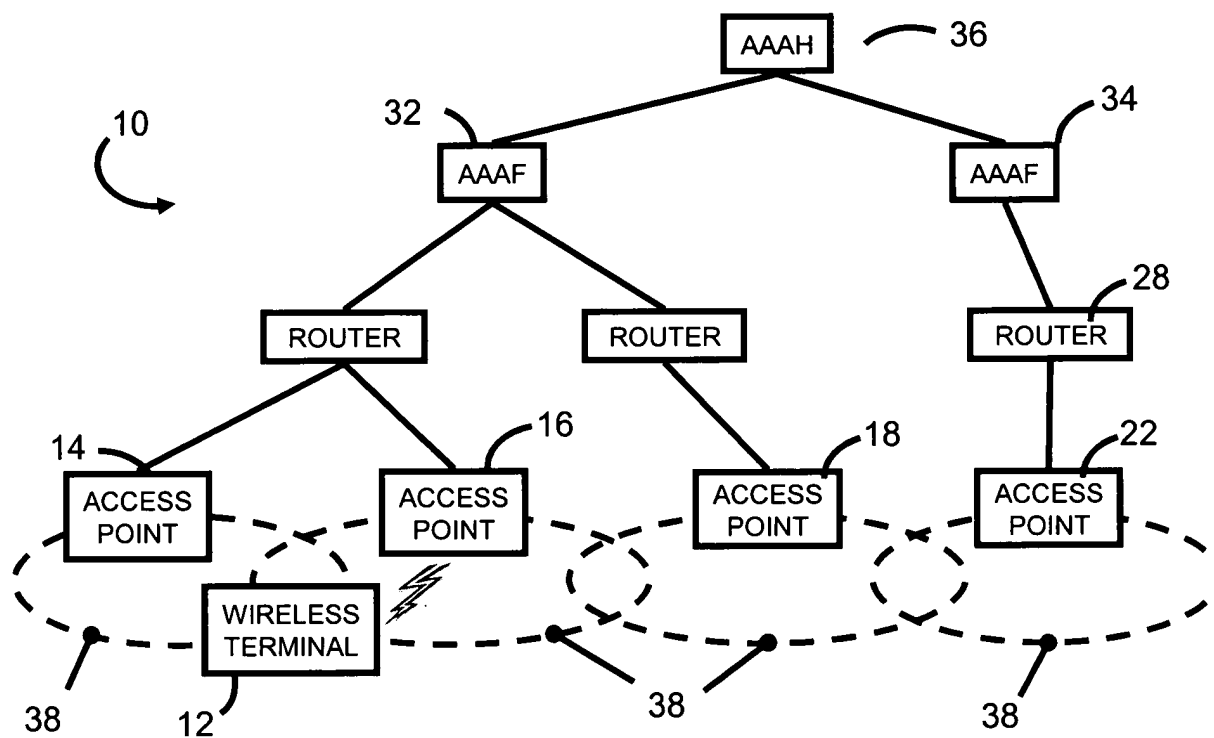 AAAH
36
10
32
34
AAAF
AAAF
28
ROUTER
ROUTER
ROUTER
14
16
18
22
ACCESS
POINT
ACCESS
POINT
ACCESS
POINT
ACCESS
POINT
WIRELESS
TERMINAL
38
12
38
38